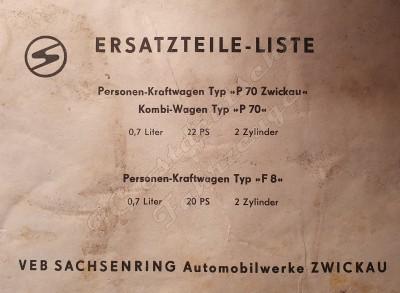 ERSATZTEILE-LISTE
Personen-Kraftwagen Typ »P 70 Zwickau«
Kombi-Wagen Typ »P 70«
0,7 Liter 22 PS 2 Zylinder
Personen-Kraftwagen Typ »F 8«
0,7 Liter 20 PS 2 Zylinder
VEB SACHSENRING Automobilwerke ZWICKAU